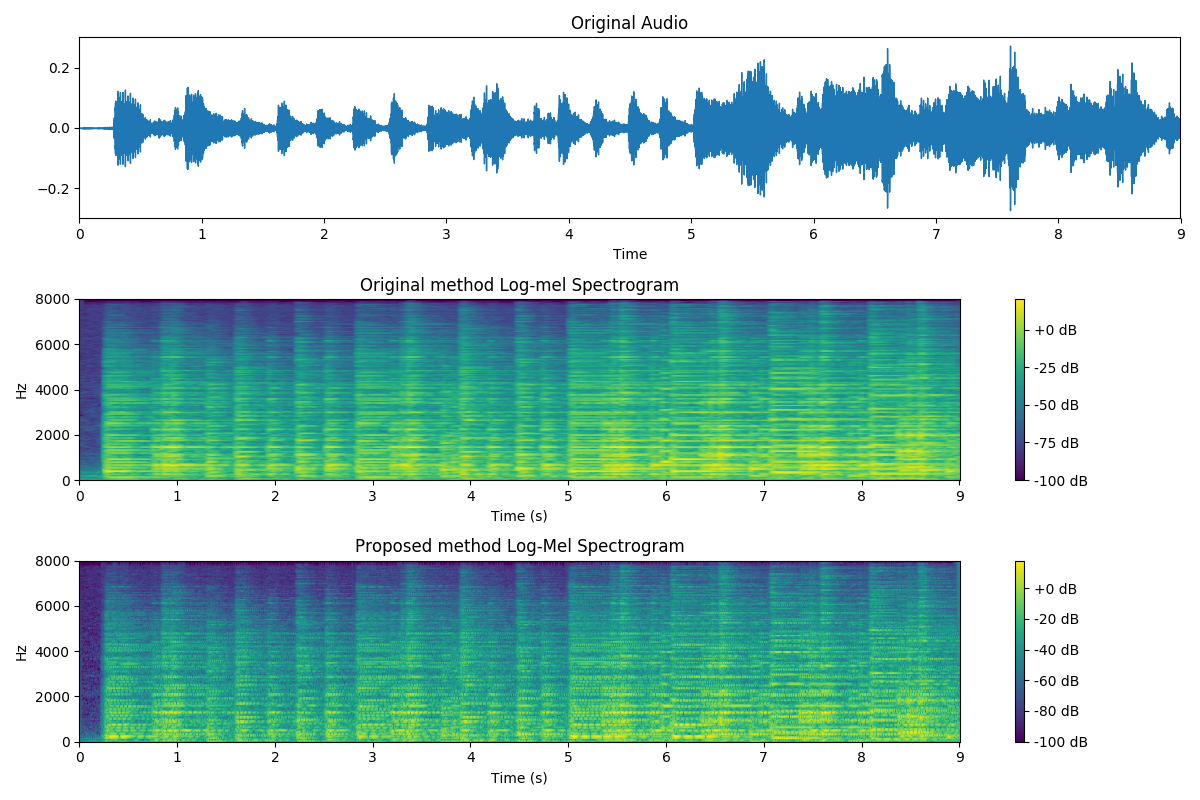 Original Audio
0.2
0.0
−0.2
0 1 2 3 4 5 6 7 8 9
Time
Original method Log-mel Spectrogram
8000
6000
4000
2000
0
Hz
0 1 2 3 4 5 6 7 8 9
Time (s)
+0 dB
-25 dB
-50 dB
-75 dB
-100 dB
Proposed method Log-Mel Spectrogram
8000
6000
4000
2000
0
Hz
0 1 2 3 4 5 6 7 8 9
Time (s)
+0 dB
-20 dB
-40 dB
-60 dB
-80 dB
-100 dB